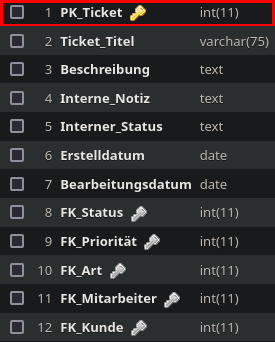 1 PK_Ticket int(11)
2 Ticket_Titel varchar(75)
3 Beschreibung text
4 Interne_Notiz text
5 Interner_Status text
6 Erstelldatum date
7 Bearbeitungsdatum date
8 FK_Status int(11)
9 FK_Priorität int(11)
10 FK_Art int(11)
11 FK_Mitarbeiter int(11)
12 FK_Kunde int(11)